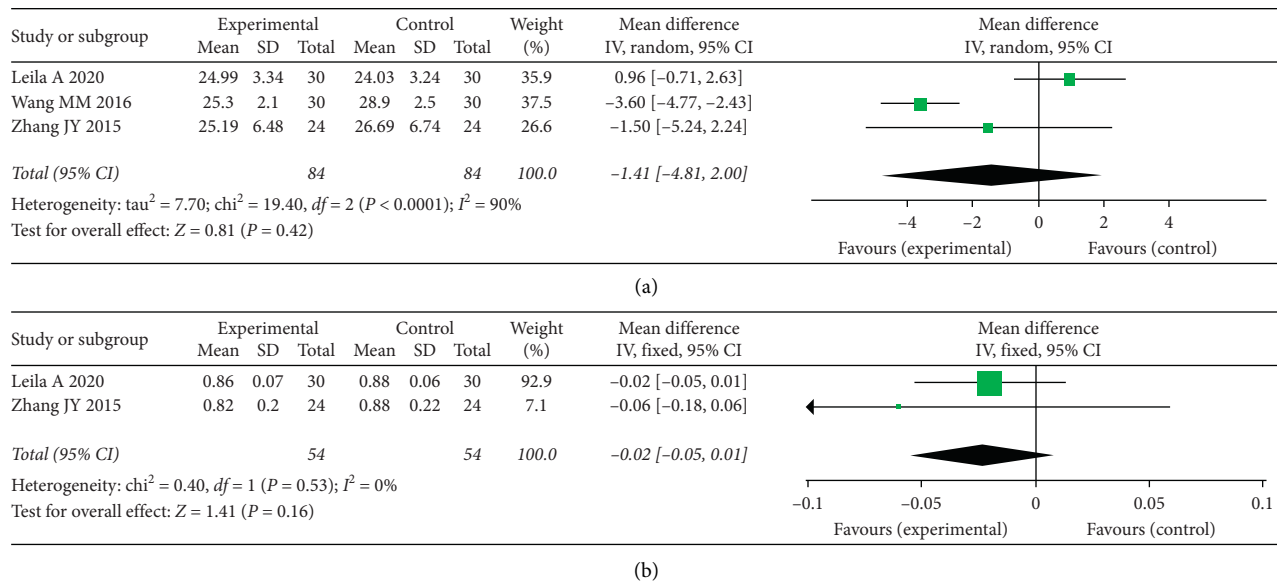 Study or subgroup Experimental Control Weight Mean difference Mean difference
Mean SD Total Mean SD Total (%) IV, random, 95% CI IV, random, 95% CI
Leila A 2020 24.99 3.34 30 24.03 3.24 30 35.9 0.96 [−0.71, 2.63]
Wang MM 2016 25.3 2.1 30 28.9 2.5 30 37.5 −3.60 [−4.77, −2.43]
Zhang JY 2015 25.19 6.48 24 26.69 6.74 24 26.6 −1.50 [−5.24, 2.24]
Total (95% CI) 84 84 100.0 −1.41 [−4.81, 2.00]
Heterogeneity: tau² = 7.70; chi² = 19.40, df = 2 (P < 0.0001); I² = 90%
Test for overall effect: Z = 0.81 (P = 0.42)
−4 −2 0 2 4
Favours (experimental) Favours (control)
(a)
Study or subgroup Experimental Control Weight Mean difference Mean difference
Mean SD Total Mean SD Total (%) IV, fixed, 95% CI IV, fixed, 95% CI
Leila A 2020 0.86 0.07 30 0.88 0.06 30 92.9 −0.02 [−0.05, 0.01]
Zhang JY 2015 0.82 0.2 24 0.88 0.22 24 7.1 −0.06 [−0.18, 0.06]
Total (95% CI) 54 54 100.0 −0.02 [−0.05, 0.01]
Heterogeneity: chi² = 0.40, df = 1 (P = 0.53); I² = 0%
Test for overall effect: Z = 1.41 (P = 0.16)
−0.1 −0.05 0 0.05 0.1
Favours (experimental) Favours (control)
(b)